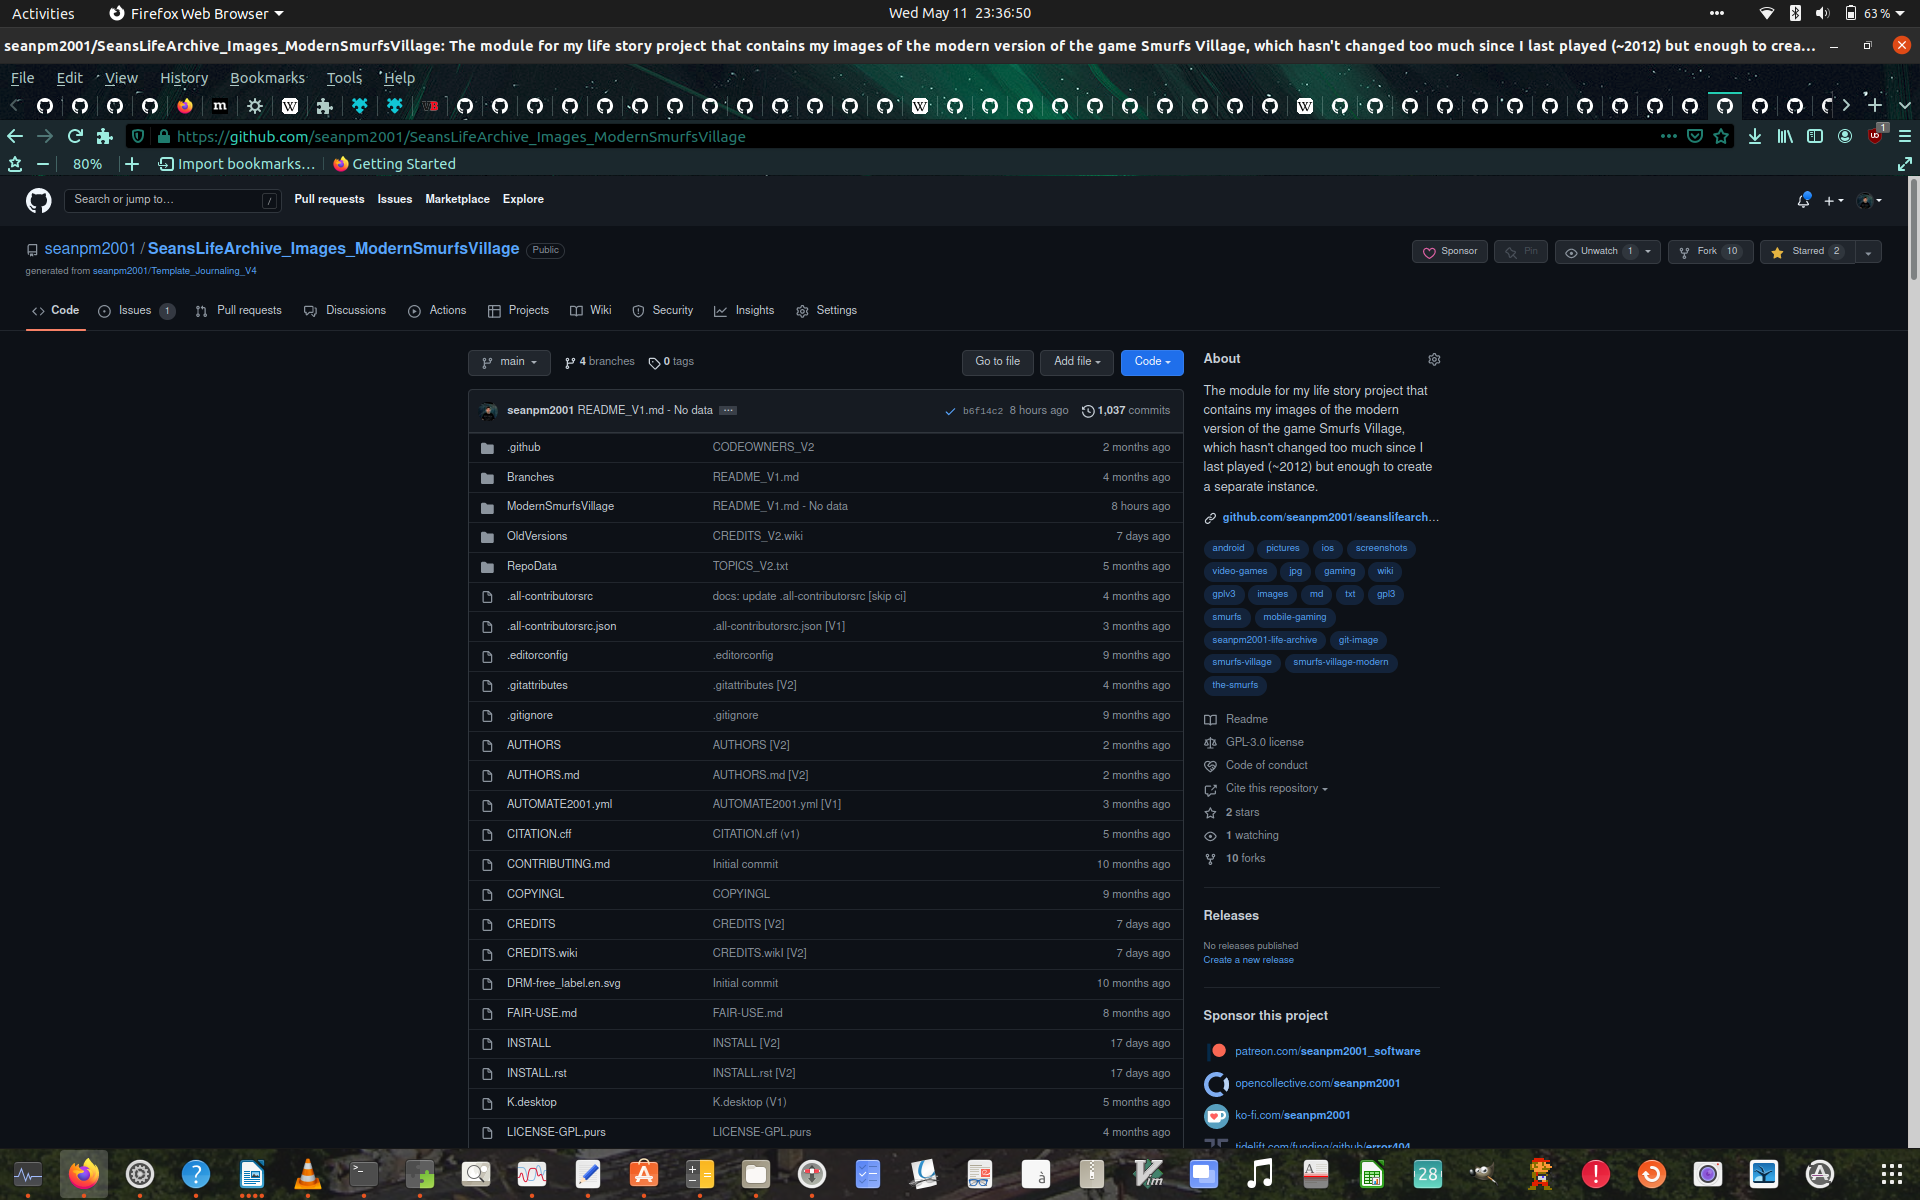 Activities Firefox Web Browser Wed May 11 23:36:50 63 %
seanpm2001/SeansLifeArchive_Images_ModernSmurfsVillage: The module for my life story project that contains my images of the modern version of the game Smurfs Village, which hasn't changed too much since I last played (~2012) but enough to crea…
File Edit View History Bookmarks Tools Help
https://github.com/seanpm2001/SeansLifeArchive_Images_ModernSmurfsVillage 1
80% Import bookmarks… Getting Started
Search or jump to… / Pull requests Issues Marketplace Explore
seanpm2001 / SeansLifeArchive_Images_ModernSmurfsVillage Public Sponsor Pin Unwatch 1 Fork 10 Starred 2
generated from seanpm2001/Template_Journaling_V4
Code Issues 1 Pull requests Discussions Actions Projects Wiki Security Insights Settings
main 4 branches 0 tags Go to file Add file Code
seanpm2001 README_V1.md - No data b6f14c2 8 hours ago 1,037 commits
.github CODEOWNERS_V2 2 months ago
Branches README_V1.md 4 months ago
ModernSmurfsVillage README_V1.md - No data 8 hours ago
OldVersions CREDITS_V2.wiki 7 days ago
RepoData TOPICS_V2.txt 5 months ago
.all-contributorsrc docs: update .all-contributorsrc [skip ci] 4 months ago
.all-contributorsrc.json .all-contributorsrc.json [V1] 3 months ago
.editorconfig .editorconfig 9 months ago
.gitattributes .gitattributes [V2] 4 months ago
.gitignore .gitignore 9 months ago
AUTHORS AUTHORS [V2] 2 months ago
AUTHORS.md AUTHORS.md [V2] 2 months ago
AUTOMATE2001.yml AUTOMATE2001.yml [V1] 3 months ago
CITATION.cff CITATION.cff (v1) 5 months ago
CONTRIBUTING.md Initial commit 10 months ago
COPYINGL COPYINGL 9 months ago
CREDITS CREDITS [V2] 7 days ago
CREDITS.wiki CREDITS.wikI [V2] 7 days ago
DRM-free_label.en.svg Initial commit 10 months ago
FAIR-USE.md FAIR-USE.md 8 months ago
INSTALL INSTALL [V2] 17 days ago
INSTALL.rst INSTALL.rst [V2] 17 days ago
K.desktop K.desktop (V1) 5 months ago
LICENSE-GPL.purs LICENSE-GPL.purs 4 months ago
About
The module for my life story project that
contains my images of the modern
version of the game Smurfs Village,
which hasn't changed too much since I
last played (~2012) but enough to create
a separate instance.
github.com/seanpm2001/seanslifearch…
android pictures ios screenshots
video-games jpg gaming wiki
gplv3 images md txt gpl3
smurfs mobile-gaming
seanpm2001-life-archive git-image
smurfs-village smurfs-village-modern
the-smurfs
Readme
GPL-3.0 license
Code of conduct
Cite this repository
2 stars
1 watching
10 forks
Releases
No releases published
Create a new release
Sponsor this project
patreon.com/seanpm2001_software
opencollective.com/seanpm2001
ko-fi.com/seanpm2001
tidelift.com/funding/github/error404
28